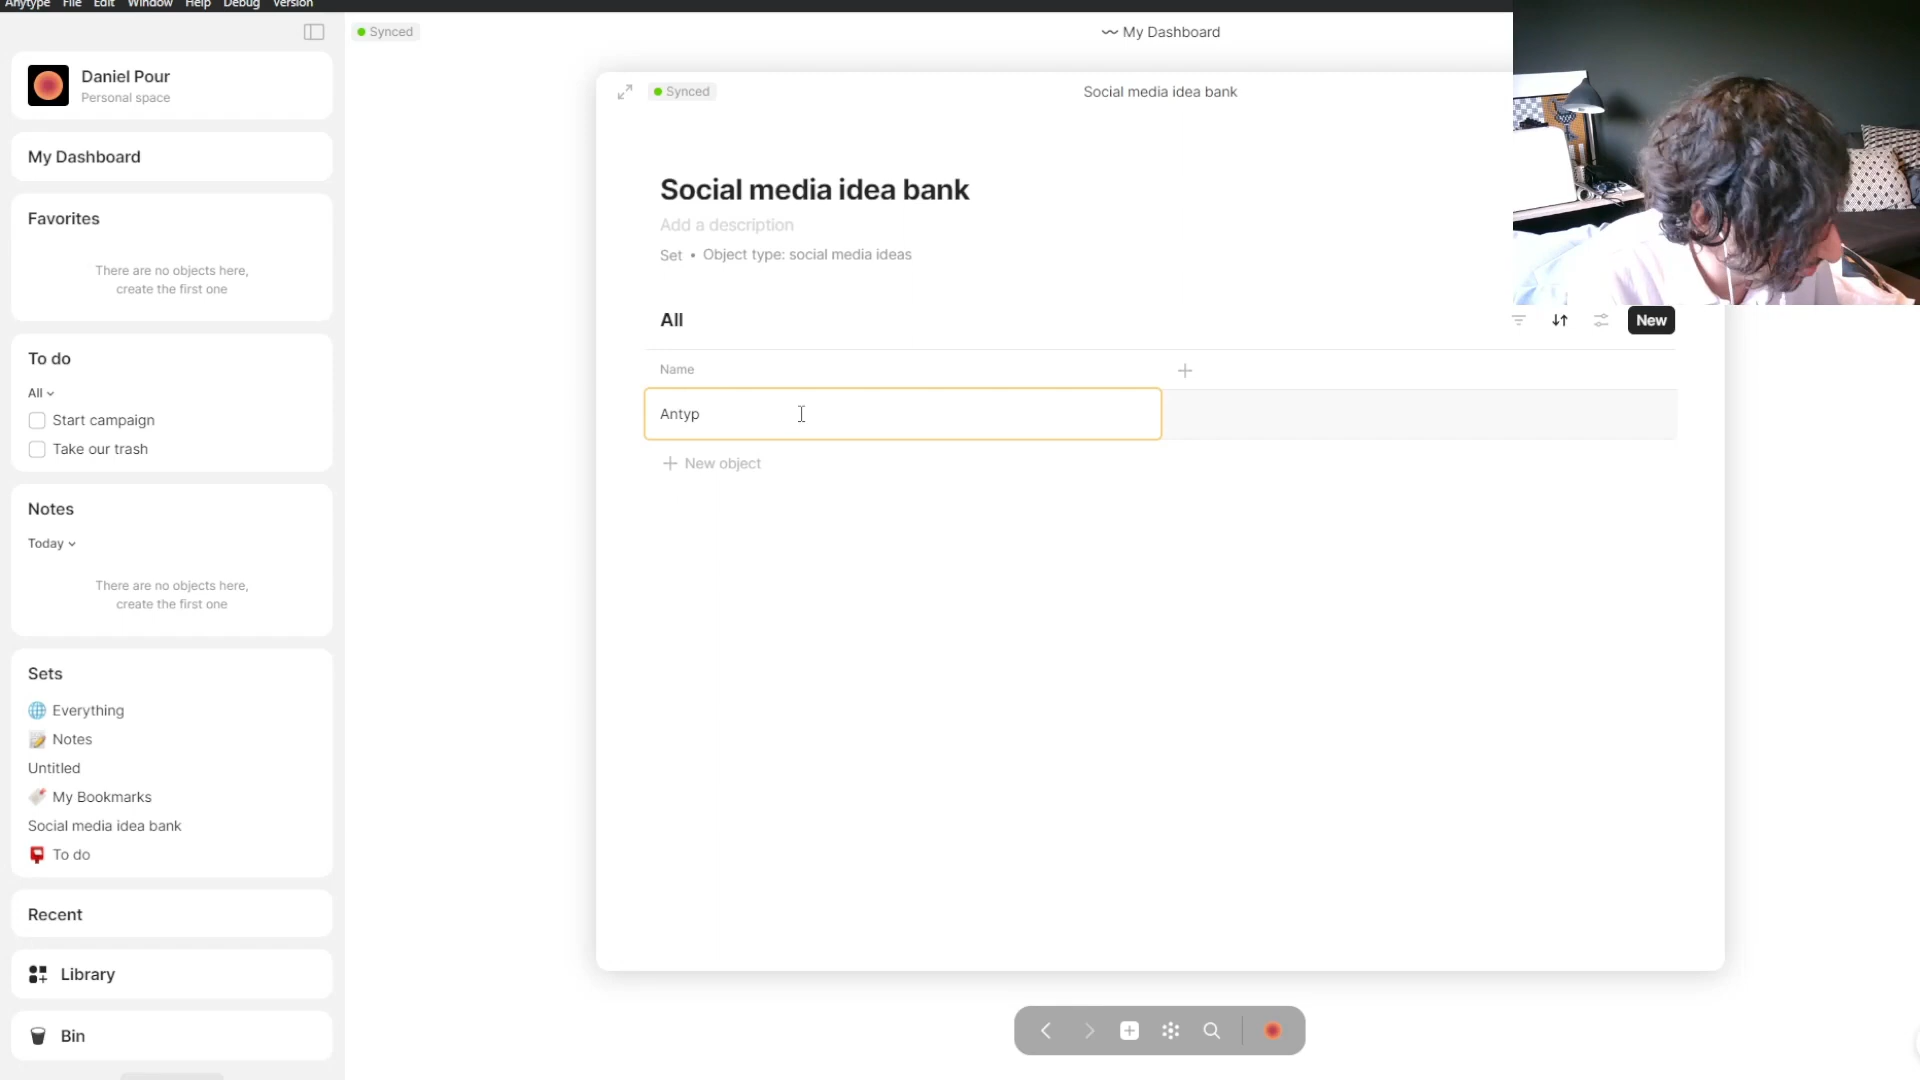 Anytype File Edit Window Help Debug Version
Synced
My Dashboard
Daniel Pour
Personal space
Synced
Social media idea bank
My Dashboard
Social media idea bank
Favorites
Add a description
Set • Object type: social media ideas
There are no objects here,
create the first one
All
New
To do
Name
All
Start campaign
Antyp
Take our trash
New object
Notes
Today
There are no objects here,
create the first one
Sets
Everything
Notes
Untitled
My Bookmarks
Social media idea bank
To do
Recent
Library
Bin